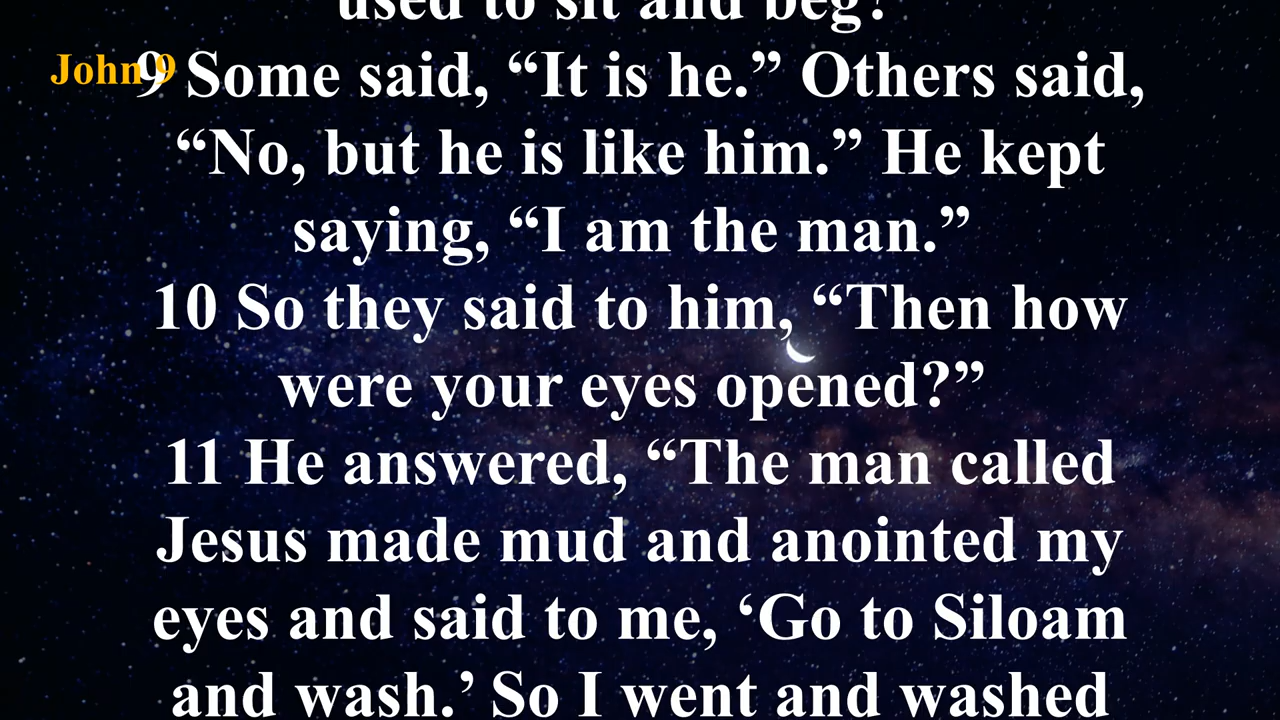 used to sit and beg?”
John 9
9 Some said, “It is he.” Others said,
“No, but he is like him.” He kept
saying, “I am the man.”
10 So they said to him, “Then how
were your eyes opened?”
11 He answered, “The man called
Jesus made mud and anointed my
eyes and said to me, ‘Go to Siloam
and wash.’ So I went and washed